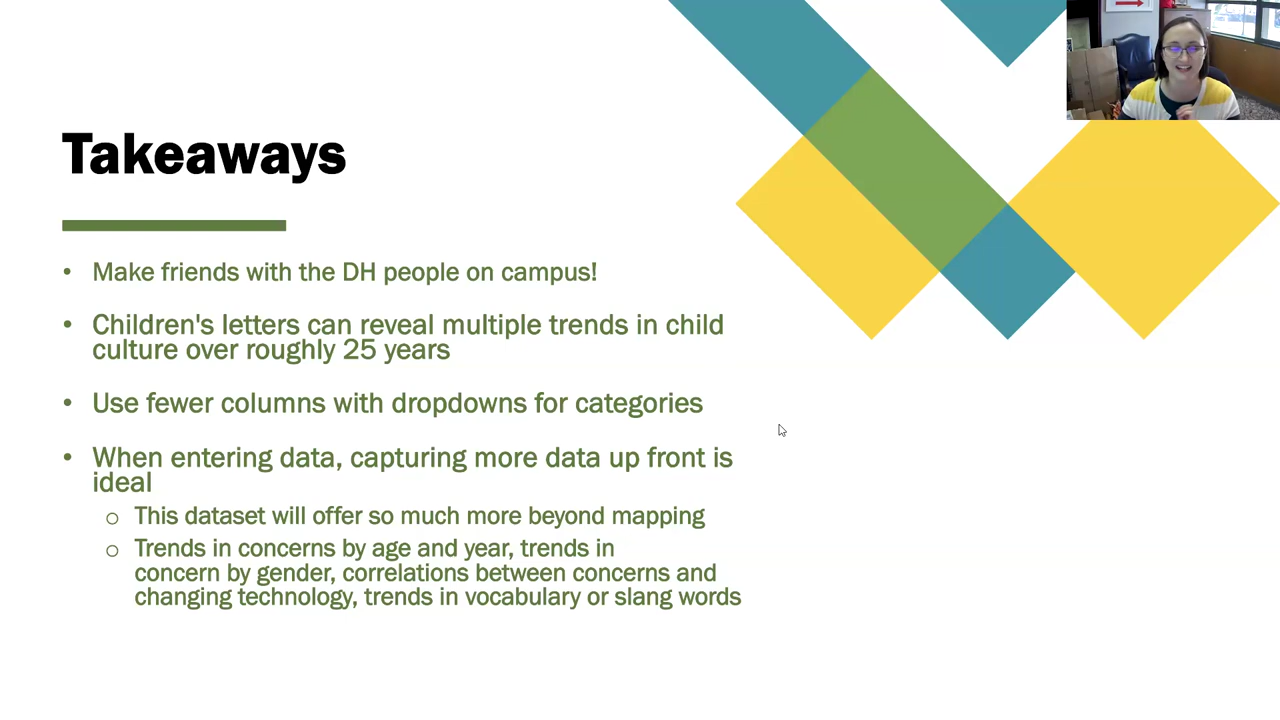 Takeaways
• Make friends with the DH people on campus!
• Children's letters can reveal multiple trends in child
culture over roughly 25 years
• Use fewer columns with dropdowns for categories
• When entering data, capturing more data up front is
ideal
o This dataset will offer so much more beyond mapping
o Trends in concerns by age and year, trends in
concern by gender, correlations between concerns and
changing technology, trends in vocabulary or slang words